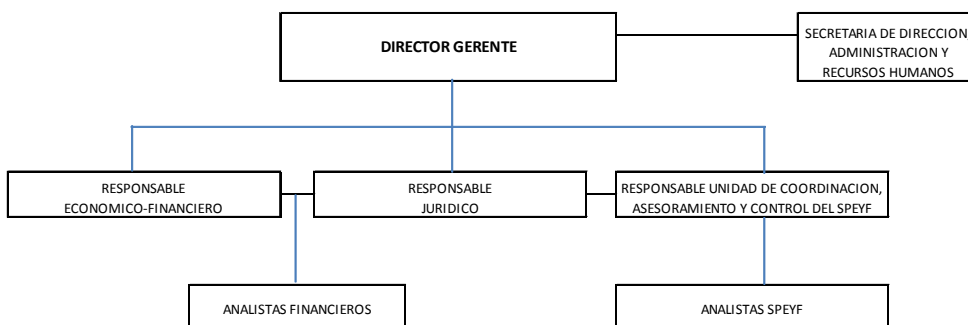 DIRECTOR GERENTE
SECRETARIA DE DIRECCION,
ADMINISTRACION Y
RECURSOS HUMANOS
RESPONSABLE
ECONOMICO-FINANCIERO
RESPONSABLE
JURIDICO
RESPONSABLE UNIDAD DE COORDINACION,
ASESORAMIENTO Y CONTROL DEL SPEYF
ANALISTAS FINANCIEROS
ANALISTAS SPEYF